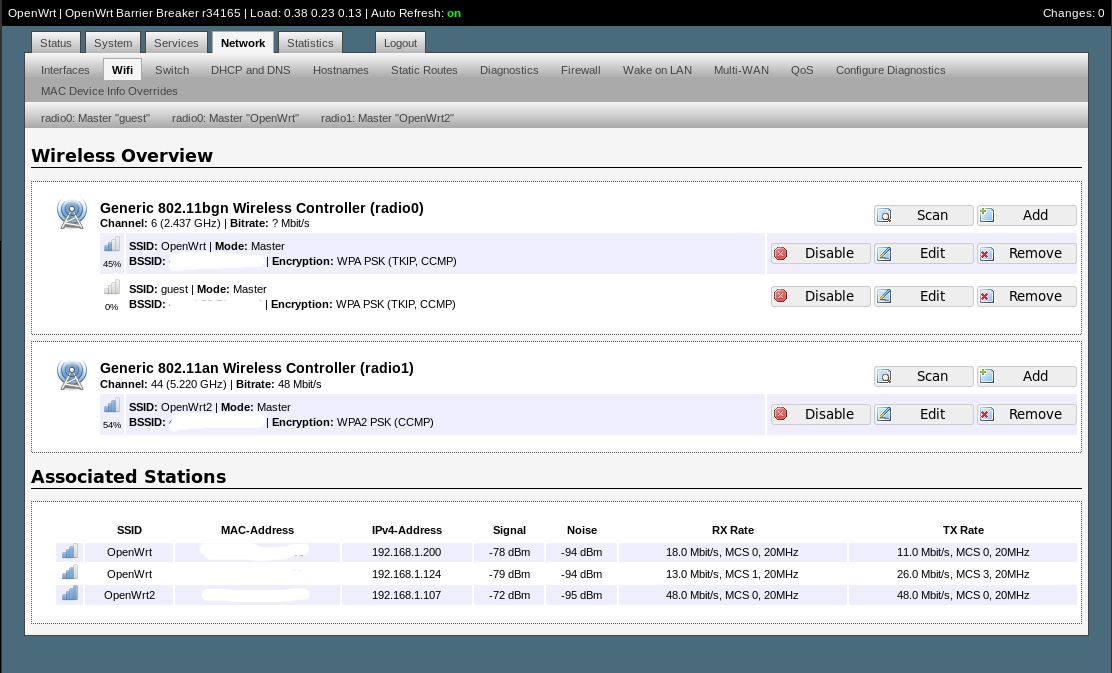 OpenWrt | OpenWrt Barrier Breaker r34165 | Load: 0.38 0.23 0.13 | Auto Refresh: on Changes: 0
Status System Services Network Statistics Logout
Interfaces Wifi Switch DHCP and DNS Hostnames Static Routes Diagnostics Firewall Wake on LAN Multi-WAN QoS Configure Diagnostics
MAC Device Info Overrides
radio0: Master "guest" radio0: Master "OpenWrt" radio1: Master "OpenWrt2"
Wireless Overview
Generic 802.11bgn Wireless Controller (radio0)
Channel: 6 (2.437 GHz) | Bitrate: ? Mbit/s
Scan Add
SSID: OpenWrt | Mode: Master
45% BSSID: | Encryption: WPA PSK (TKIP, CCMP)
Disable Edit Remove
SSID: guest | Mode: Master
0% BSSID: | Encryption: WPA PSK (TKIP, CCMP)
Disable Edit Remove
Generic 802.11an Wireless Controller (radio1)
Channel: 44 (5.220 GHz) | Bitrate: 48 Mbit/s
Scan Add
SSID: OpenWrt2 | Mode: Master
54% BSSID: | Encryption: WPA2 PSK (CCMP)
Disable Edit Remove
Associated Stations
SSID MAC-Address IPv4-Address Signal Noise RX Rate TX Rate
OpenWrt 192.168.1.200 -78 dBm -94 dBm 18.0 Mbit/s, MCS 0, 20MHz 11.0 Mbit/s, MCS 0, 20MHz
OpenWrt 192.168.1.124 -79 dBm -94 dBm 13.0 Mbit/s, MCS 1, 20MHz 26.0 Mbit/s, MCS 3, 20MHz
OpenWrt2 192.168.1.107 -72 dBm -95 dBm 48.0 Mbit/s, MCS 0, 20MHz 48.0 Mbit/s, MCS 0, 20MHz